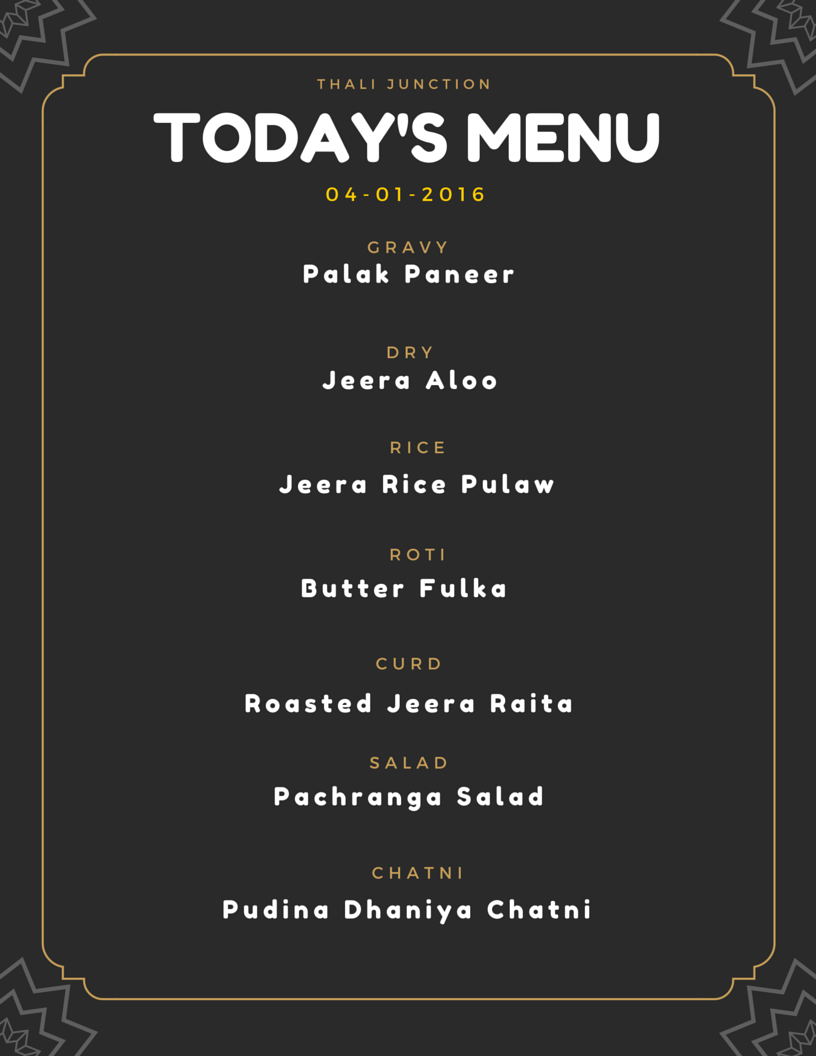 THALI JUNCTION
TODAY'S MENU
04-01-2016
GRAVY
Palak Paneer
DRY
Jeera Aloo
RICE
Jeera Rice Pulaw
ROTI
Butter Fulka
CURD
Roasted Jeera Raita
SALAD
Pachranga Salad
CHATNI
Pudina Dhaniya Chatni